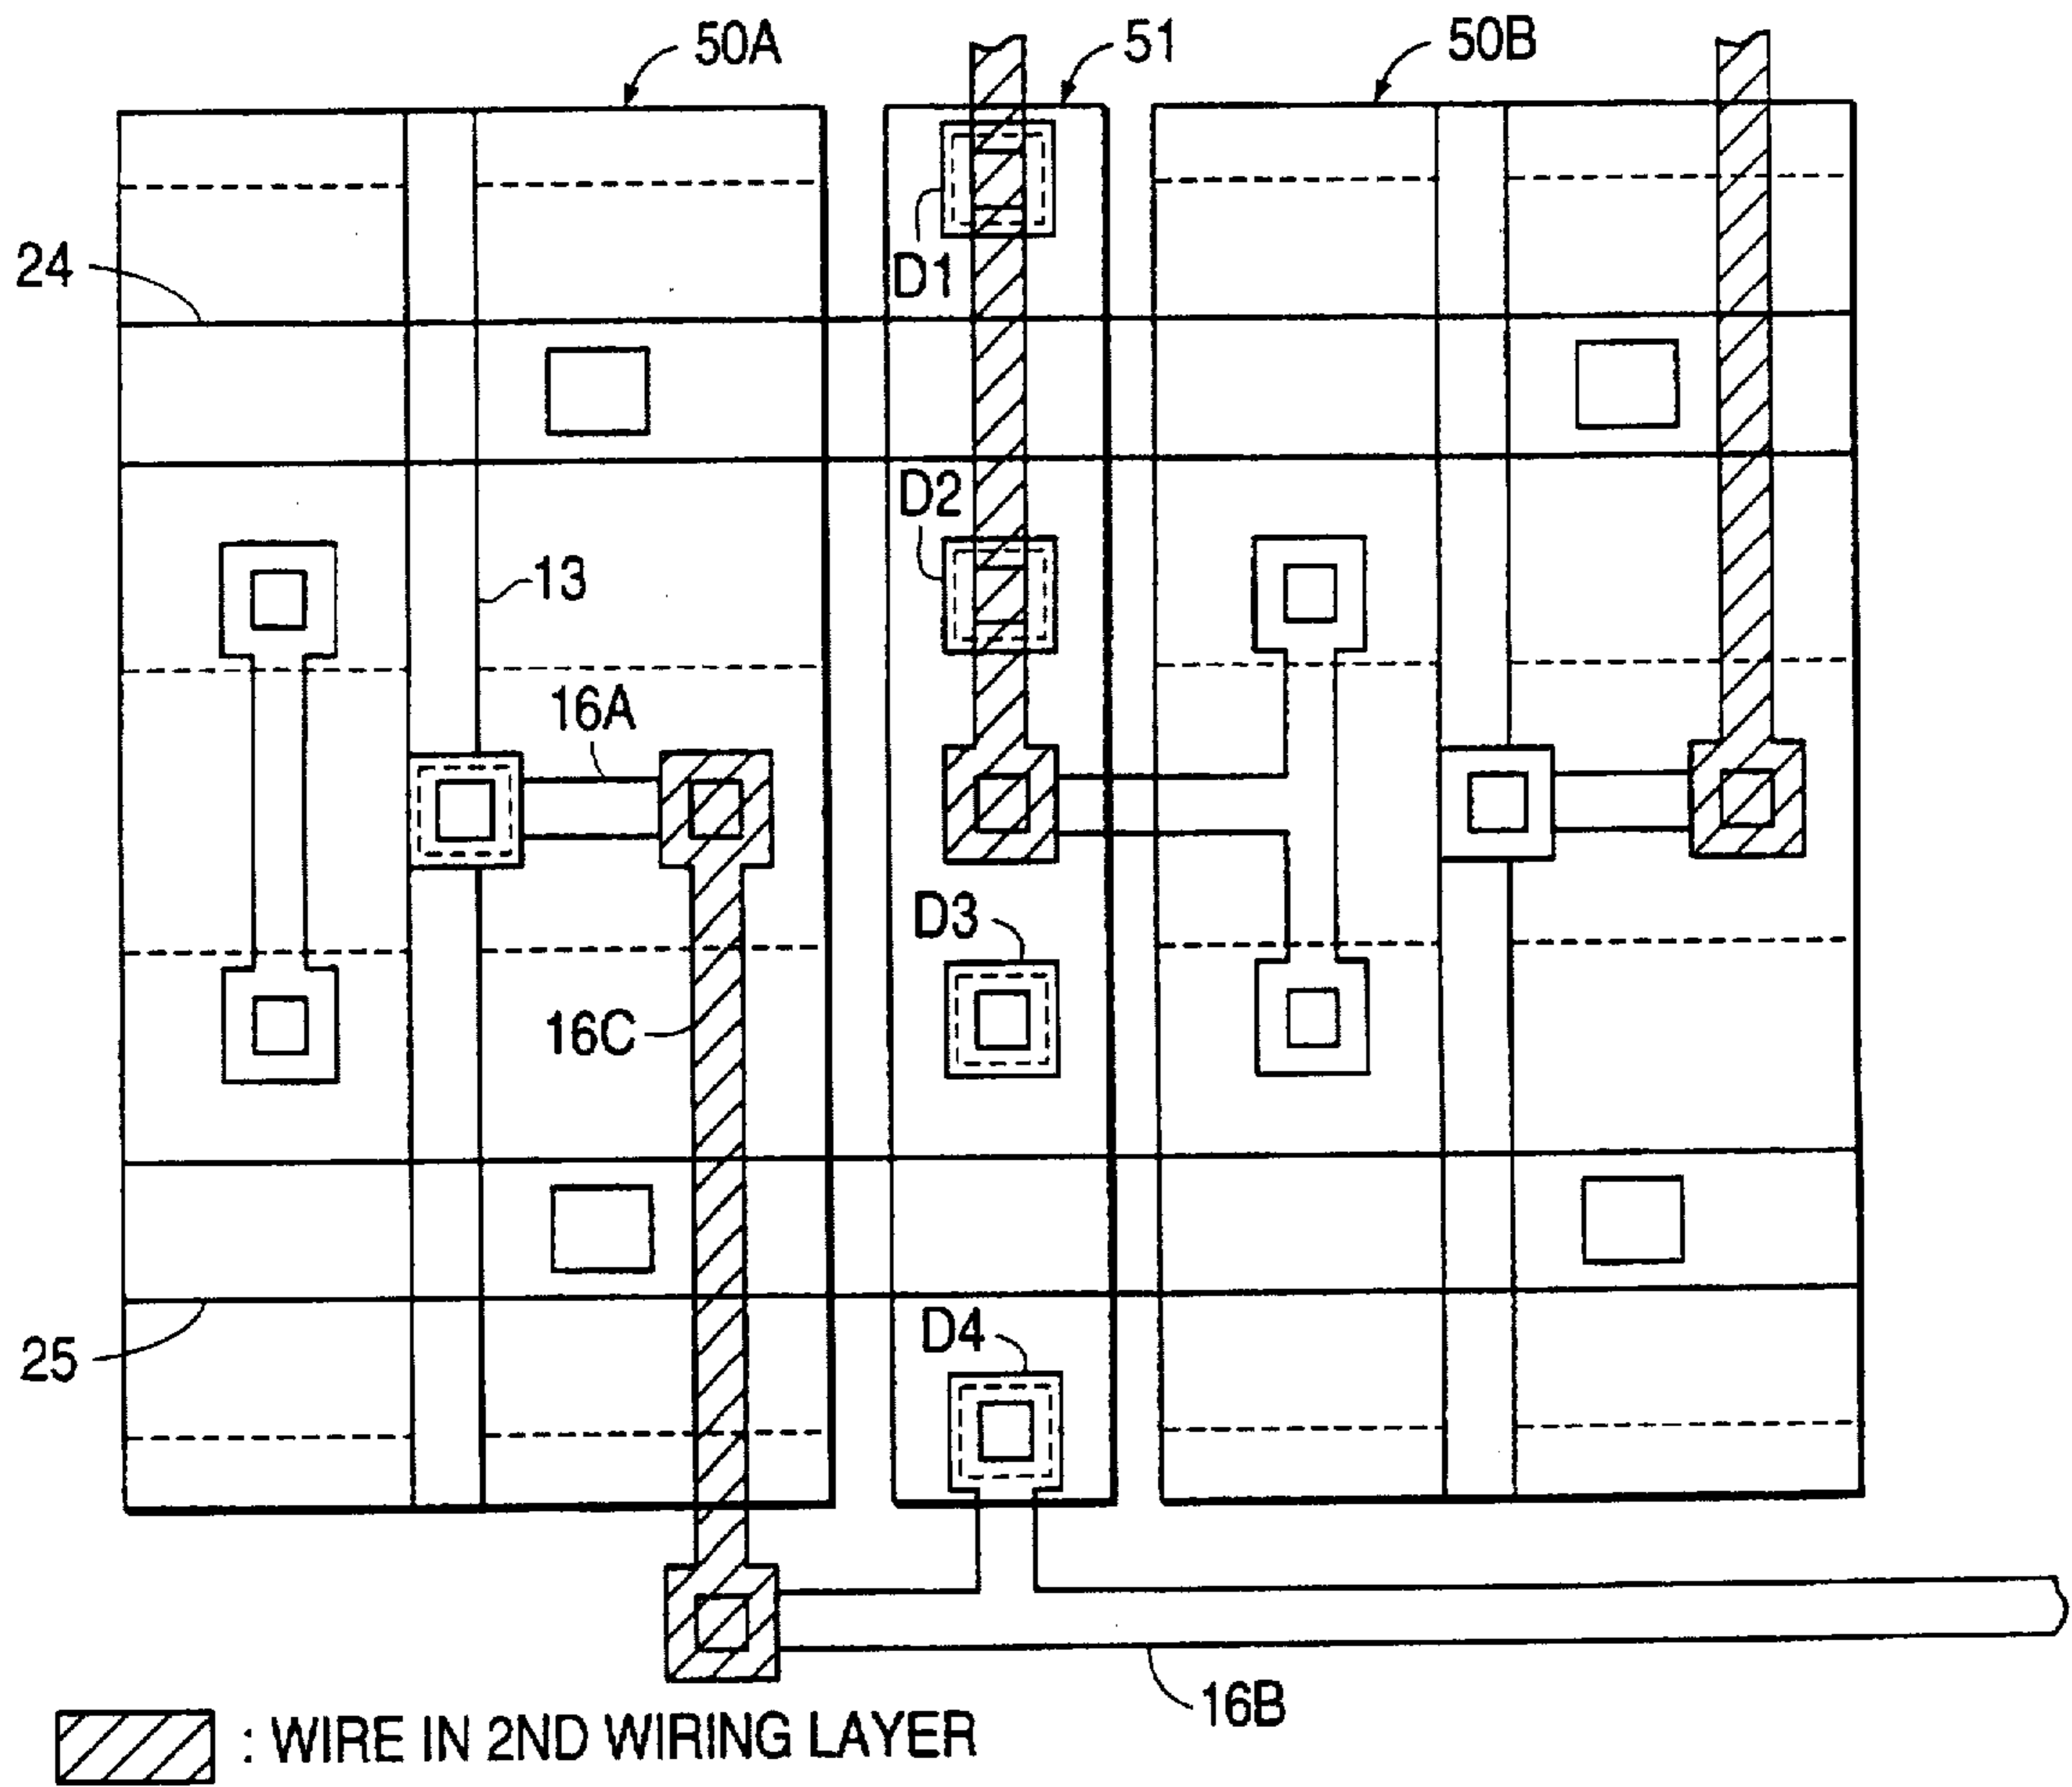 50A
51
50B
D1
24
D2
13
16A
D3
16C
D4
25
16B
: WIRE IN 2ND WIRING LAYER